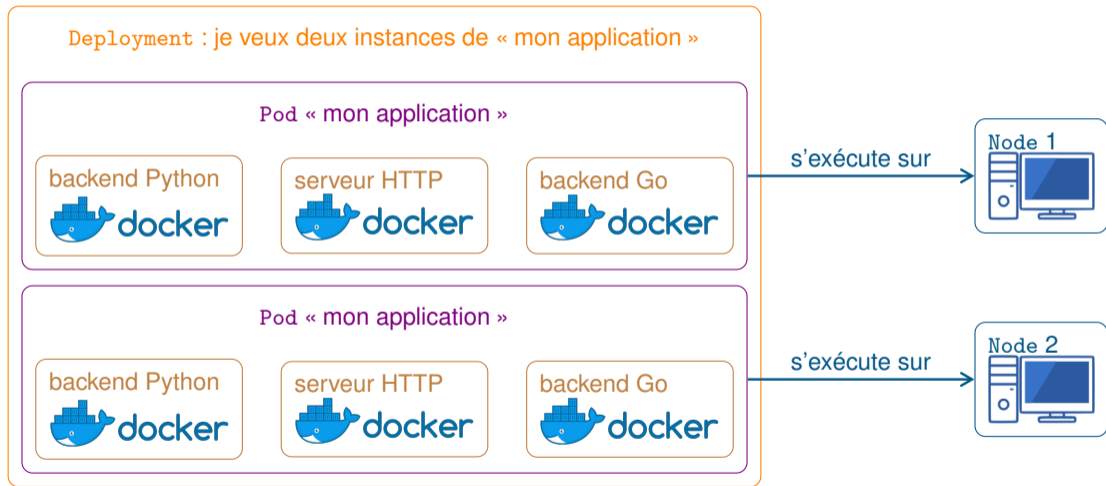 Deployment : je veux deux instances de « mon application »
Pod « mon application »
backend Python
docker
serveur HTTP
docker
backend Go
docker
s'exécute sur
Node 1
Pod « mon application »
backend Python
docker
serveur HTTP
docker
backend Go
docker
s'exécute sur
Node 2